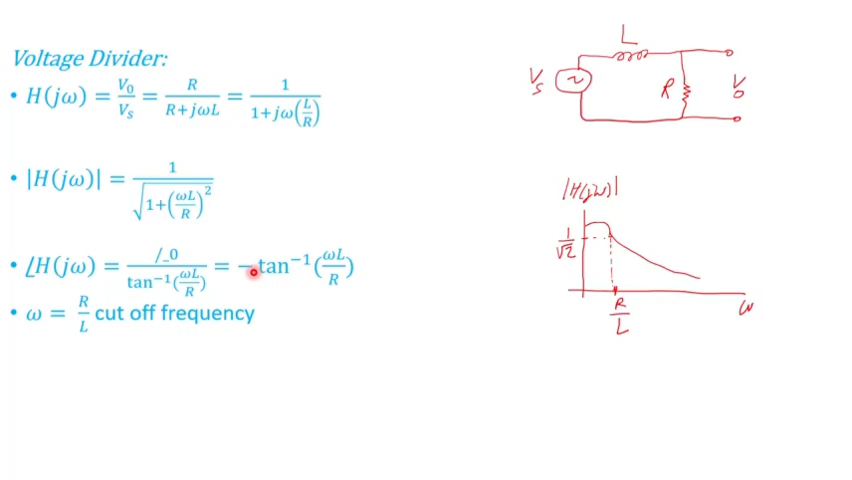 Voltage Divider:
• H(jω) = V₀/Vₛ = R/(R+jωL) = 1/(1+jω(L/R))
• |H(jω)| = 1/√(1+(ωL/R)²)
• ⌊H(jω) = /_0/tan⁻¹(ωL/R) = −tan⁻¹(ωL/R)
• ω = R/L cut off frequency
L
Vs
R
Vo
|H(jω)|
1/√2
R/L
ω